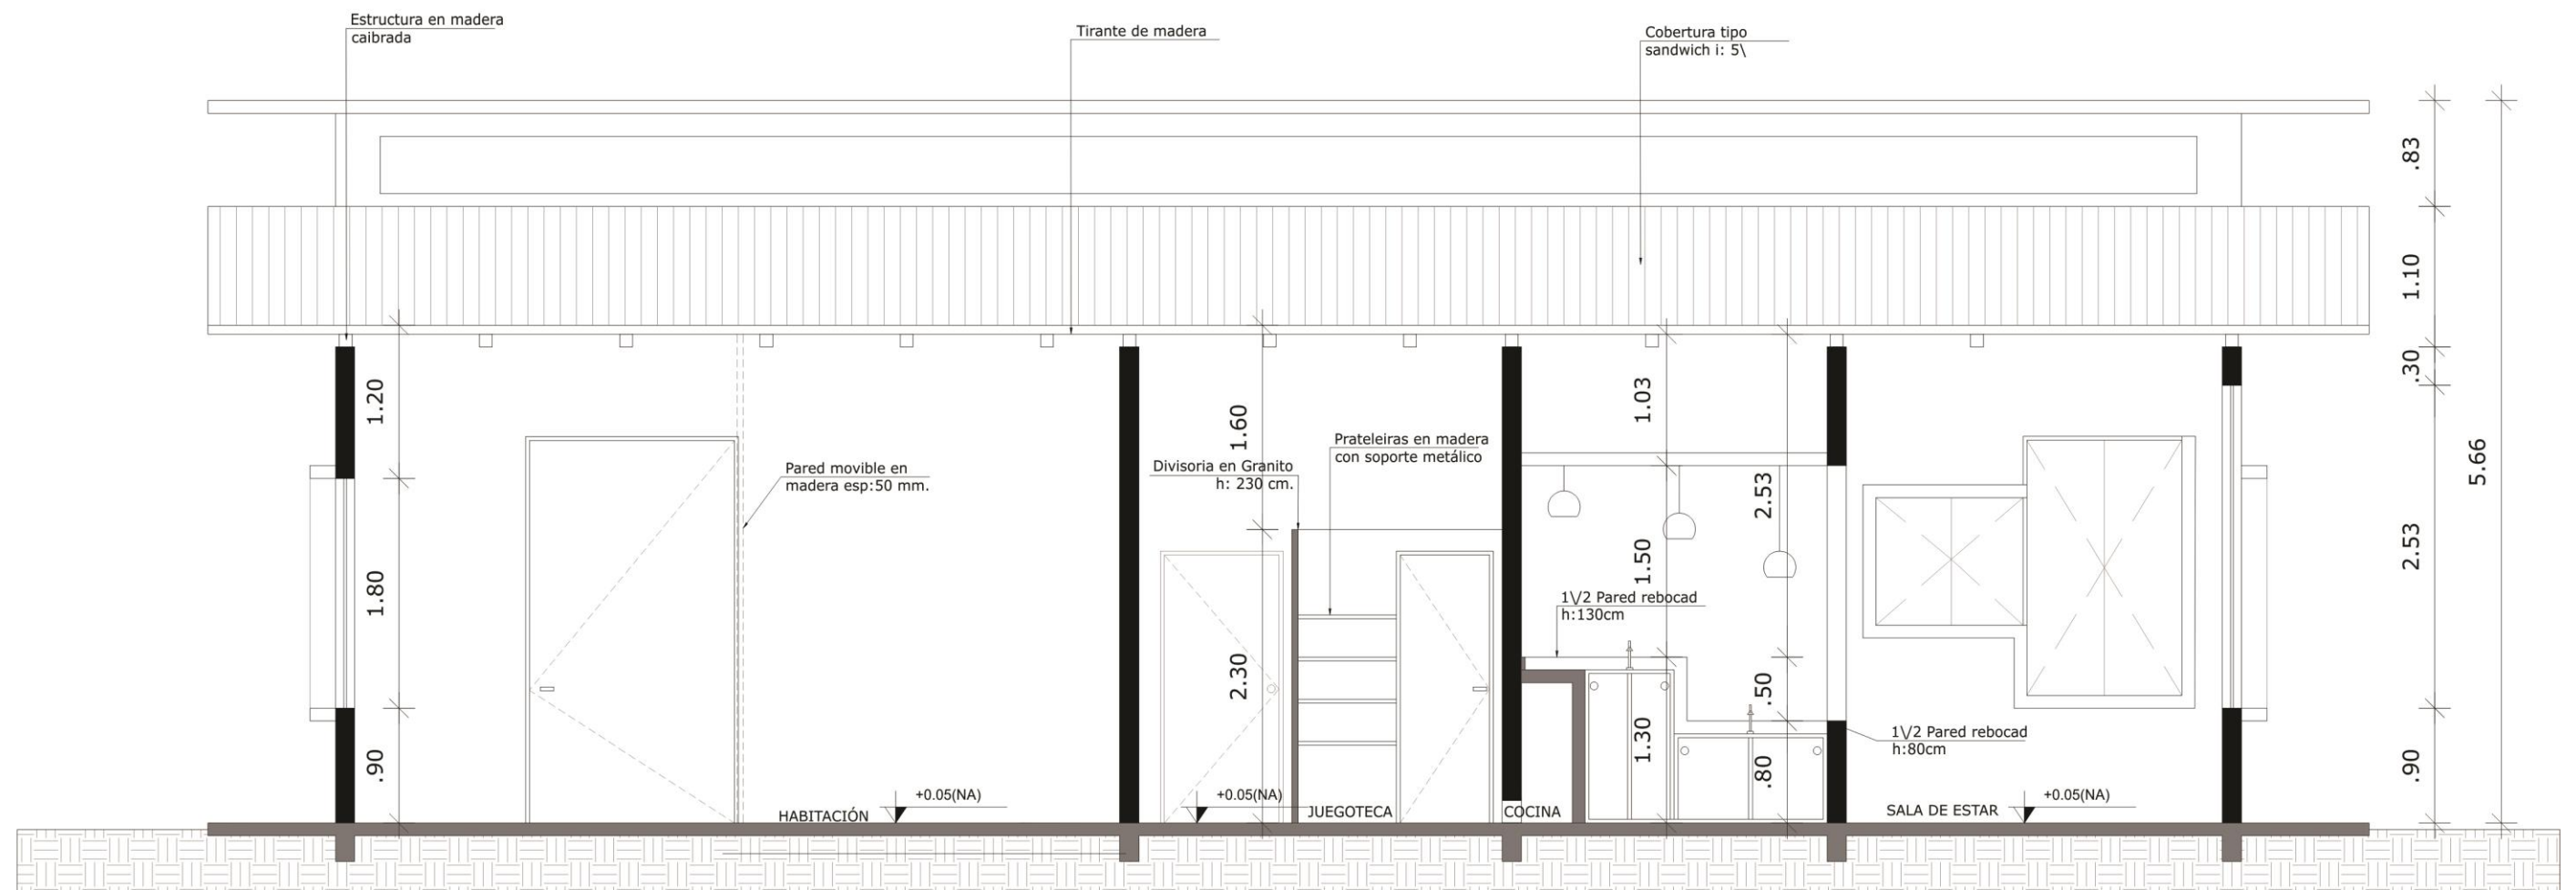 Estructura en madera
caibrada
Tirante de madera
Cobertura tipo
sandwich i: 5\
.83
1.10
.30
2.53
.90
5.66
1.20
1.80
.90
Pared movible en
madera esp:50 mm.
1.60
2.30
Divisoria en Granito
h: 230 cm.
Prateleiras en madera
con soporte metálico
1.03
1.50
1.30
2.53
.50
.80
1\/2 Pared rebocad
h:130cm
1\/2 Pared rebocad
h:80cm
HABITACIÓN
+0.05(NA)
+0.05(NA)
JUEGOTECA
COCINA
SALA DE ESTAR
+0.05(NA)